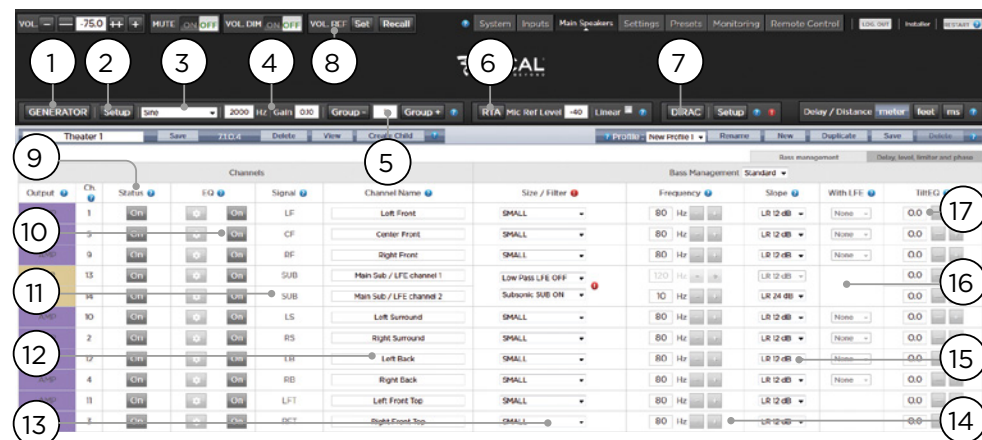 VOL. -75.0 ++ + MUTE ON OFF VOL. DIM ON OFF VOL. REF Set Recall System Inputs Main Speakers Settings Presets Monitoring Remote Control LOG OUT Installer RESTART
1 2 3 4 8 6 7
GENERATOR Setup Sine 2000 Hz Gain 0.10 Group - Group + RTA Mic Ref Level -40 Linear DIRAC Setup Delay / Distance meter feet ms
5
Theater 1 Save 7.1.0.4 Delete View Create Child Profile: New Profile 1 Rename New Duplicate Save Delete
9
Bass management Delay, level, limiter and phase
Channels Bass Management Standard
Output Ch. Status EQ Signal Channel Name Size / Filter Frequency Slope With LFE TiltEQ
1 On On LF Left Front SMALL 80 Hz LR 12 dB None 0.0 17
10 On On CF Center Front SMALL 80 Hz LR 12 dB None 0.0
9 On On RF Right Front SMALL 80 Hz LR 12 dB None 0.0
13 On On SUB Main Sub / LFE channel 1 Low Pass LFE OFF 120 Hz LR 12 dB 0.0
11 14 On On SUB Main Sub / LFE channel 2 Subsonic SUB ON 10 Hz LR 24 dB 0.0 16
10 On On LS Left Surround SMALL 80 Hz LR 12 dB None 0.0
2 On On RS Right Surround SMALL 80 Hz LR 12 dB None 0.0
12 12 On On LB Left Back SMALL 80 Hz LR 12 dB None 0.0 15
4 On On RB Right Back SMALL 80 Hz LR 12 dB None 0.0
11 On On LFT Left Front Top SMALL 80 Hz LR 12 dB 0.0
13 3 On On RFT Right Front Top SMALL 80 Hz LR 12 dB 0.0 14